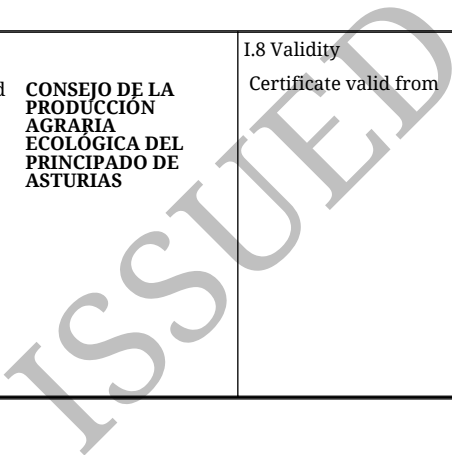 d CONSEJO DE LA
PRODUCCIÓN
AGRARIA
ECOLÓGICA DEL
PRINCIPADO DE
ASTURIAS
I.8 Validity
Certificate valid from
ISSUED